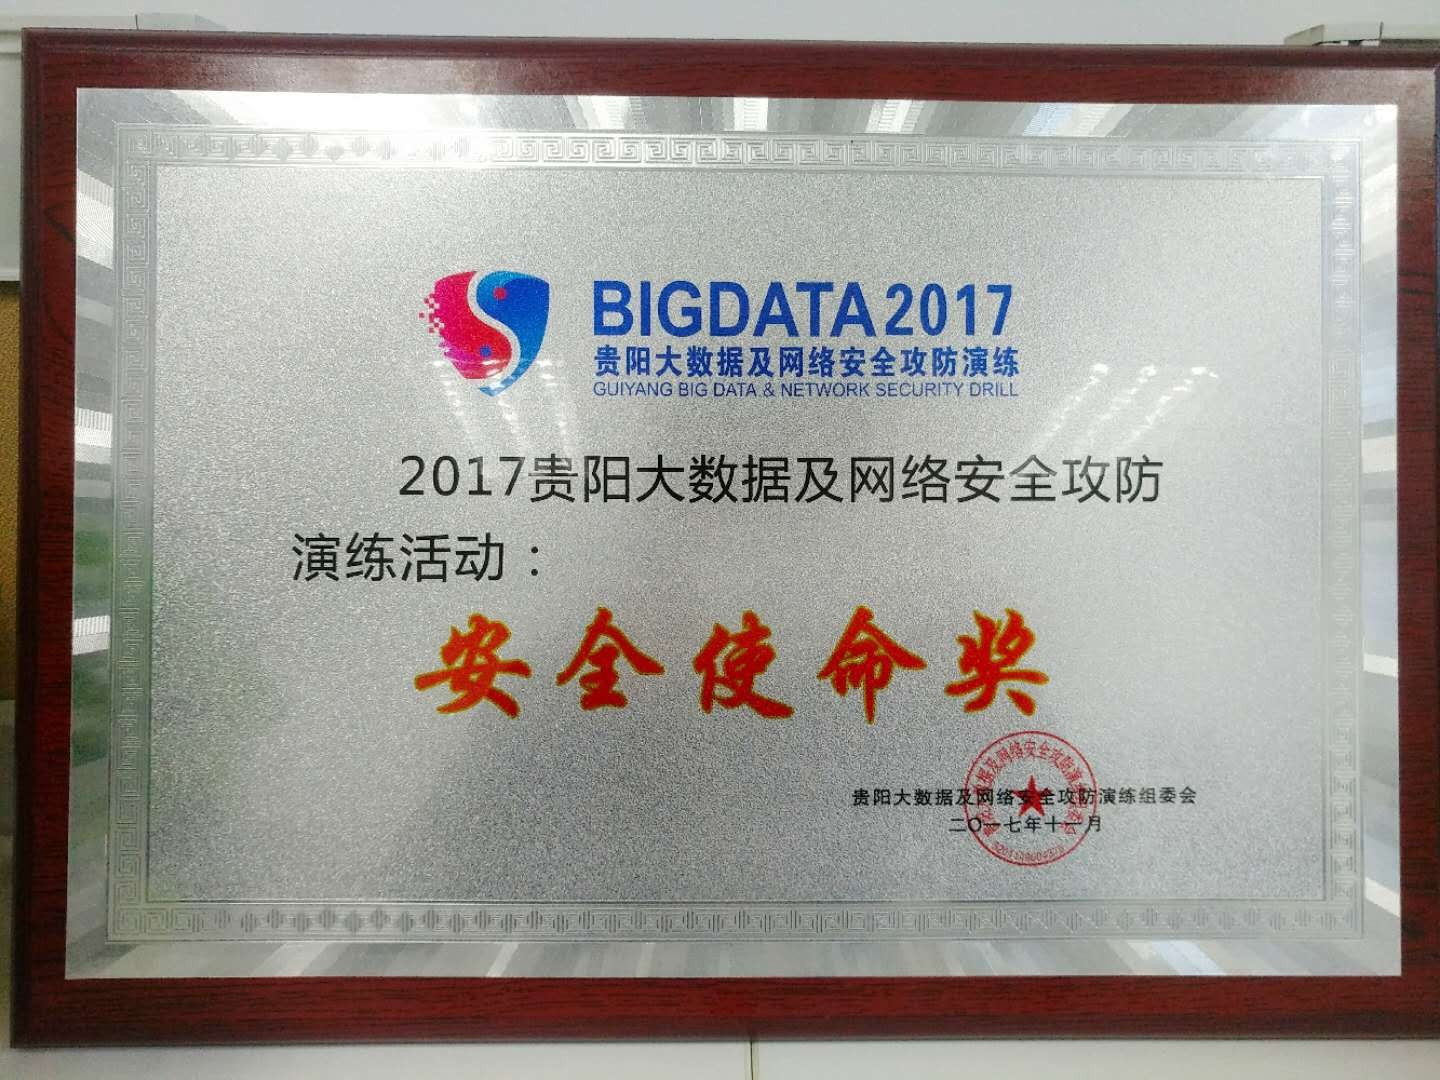 BIGDATA 2017
贵阳大数据及网络安全攻防演练
GUIYANG BIG DATA & NETWORK SECURITY DRILL
2017贵阳大数据及网络安全攻防
演练活动：
安全使命奖
贵阳大数据及网络安全攻防演练组委会
二〇一七年十一月